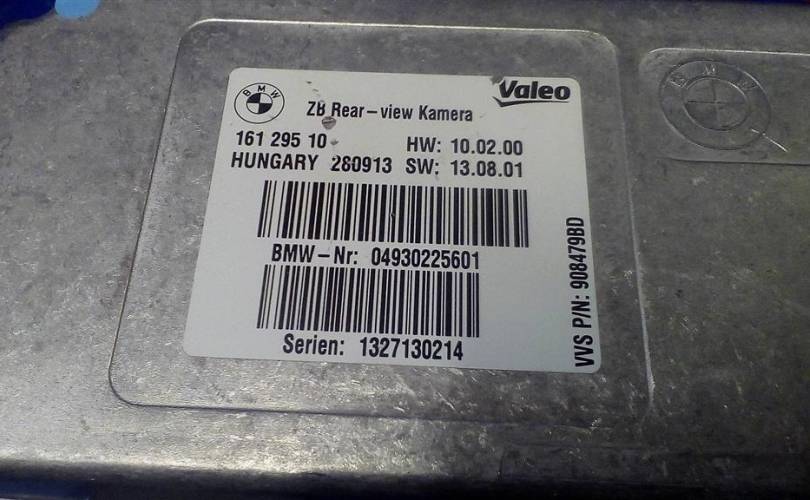 BMW
Valeo
ZB Rear-view Kamera
161 295 10 HW: 10.02.00
HUNGARY 280913 SW: 13.08.01
BMW-Nr: 04930225601
Serien: 1327130214
VVS P/N: 908479BD
BMW